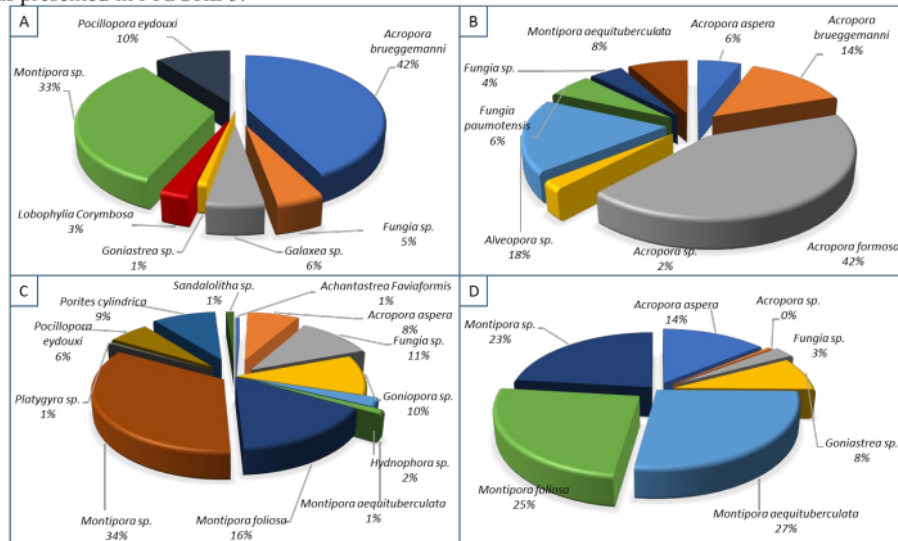 A
Pocillopora eydouxi
10%
Acropora
brueggemanni
42%
Montipora sp.
33%
Lobophylia Corymbosa
3%
Goniastrea sp.
1%
Galaxea sp.
6%
Fungia sp.
5%
B
Montipora aequituberculata
8%
Acropora aspera
6%
Acropora
brueggemanni
14%
Fungia sp.
4%
Fungia
paumotensis
6%
Alveopora sp.
18%
Acropora sp.
2%
Acropora formosa
42%
C
Sandalolitha sp.
1%
Achantastrea Faviaformis
1%
Porites cylindrica
9%
Acropora aspera
8%
Pocillopora
eydouxi
6%
Fungia sp.
11%
Platygyra sp.
1%
Goniopora sp.
10%
Hydnophora sp.
2%
Montipora aequituberculata
1%
Montipora sp.
34%
Montipora foliosa
16%
D
Montipora sp.
23%
Acropora aspera
14%
Acropora sp.
0%
Fungia sp.
3%
Goniastrea sp.
8%
Montipora foliosa
25%
Montipora aequituberculata
27%